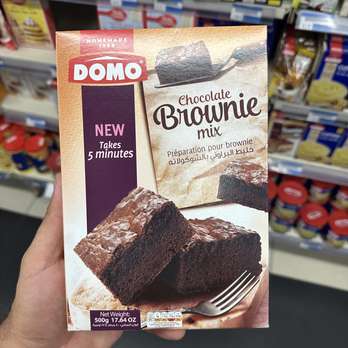 HOMEMADE
DOMO
Chocolate
Brownie
mix
Préparation pour brownie
خليط البراوني بالشوكولاته
NEW
Takes
5 minutes
Net Weight:
500g 17.64 OZ